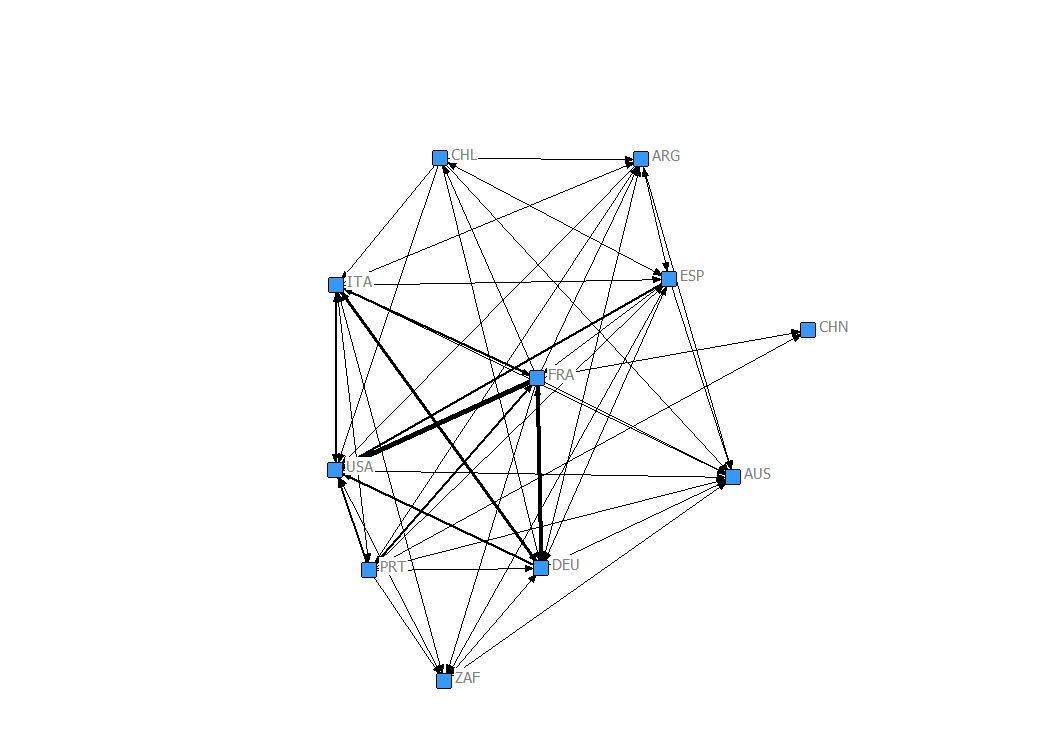 CHL
ARG
ITA
ESP
CHN
FRA
USA
AUS
PRT
DEU
ZAF